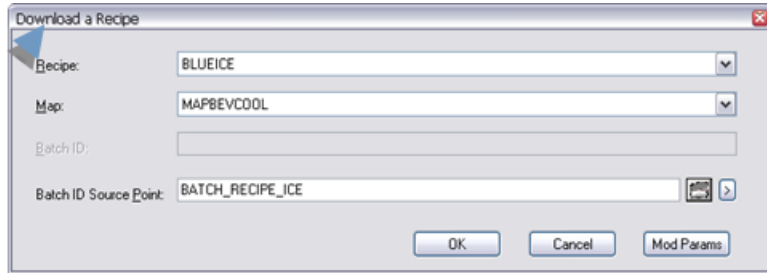 Download a Recipe
Recipe: BLUEICE
Map: MAPBEVCOOL
Batch ID:
Batch ID Source Point: BATCH_RECIPE_ICE >
OK Cancel Mod Params